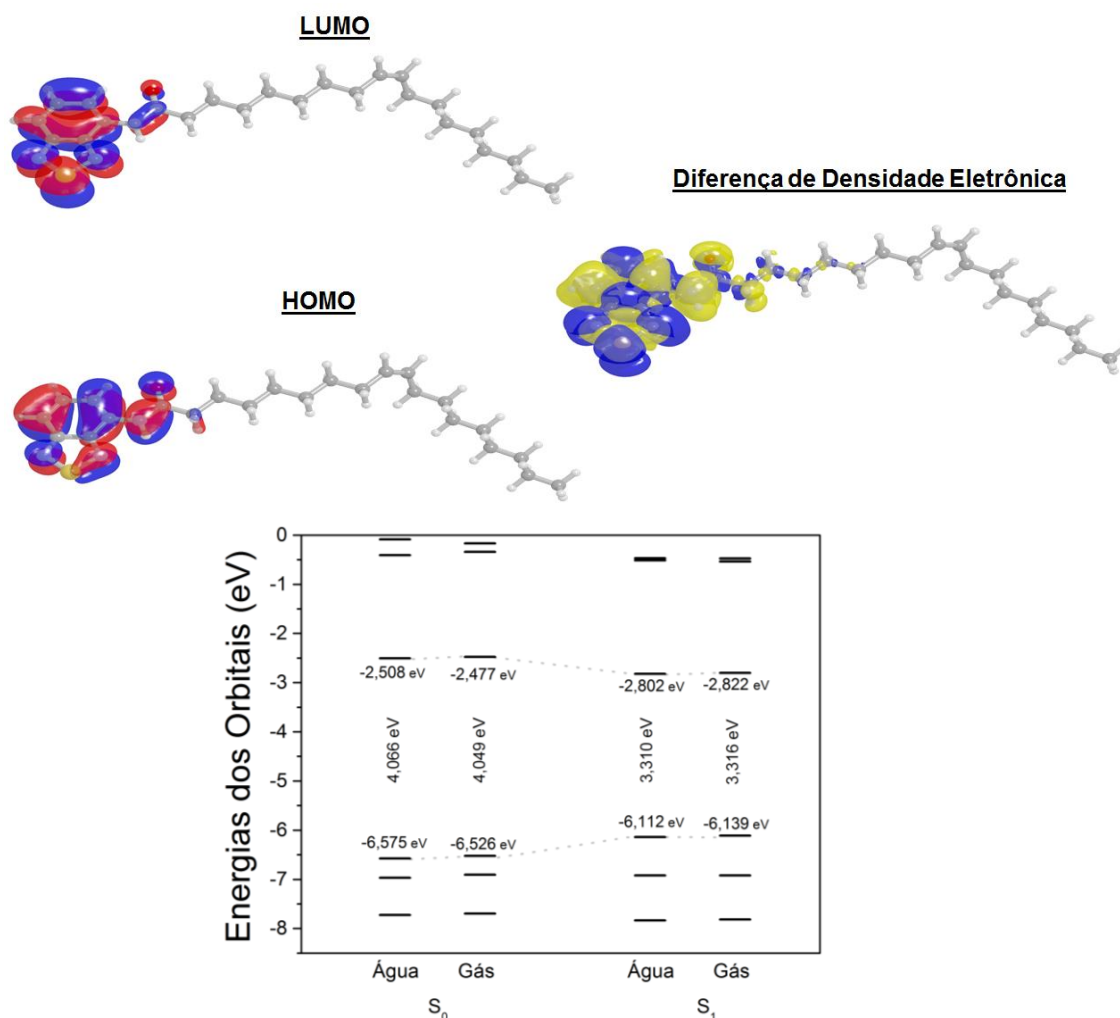 LUMO
Diferença de Densidade Eletrônica
HOMO
Energias dos Orbitais (eV)
0
-1
-2
-3
-4
-5
-6
-7
-8
-2,508 eV
-2,477 eV
-2,802 eV
-2,822 eV
4,066 eV
4,049 eV
3,310 eV
3,316 eV
-6,575 eV
-6,526 eV
-6,112 eV
-6,139 eV
Água Gás Água Gás
S₀ S₁